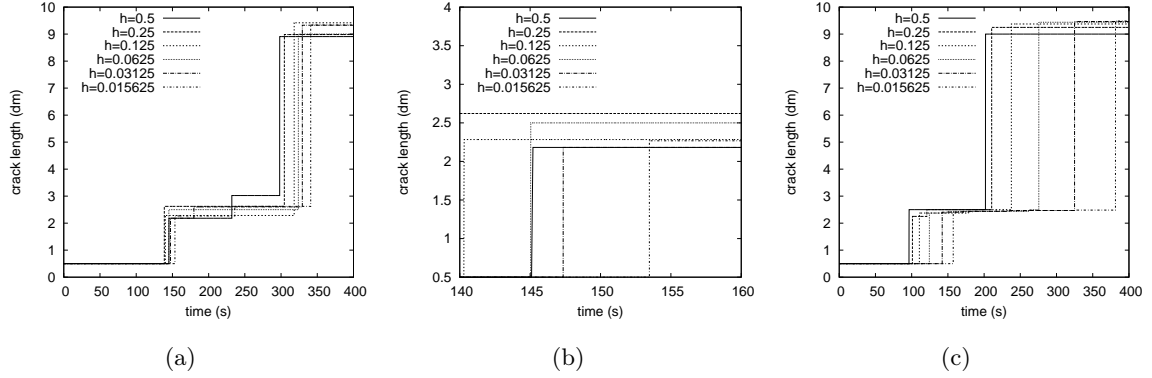 10
9
8
7
6
5
4
3
2
1
0
0 50 100 150 200 250 300 350 400
crack length (dm)
time (s)
h=0.5
h=0.25
h=0.125
h=0.0625
h=0.03125
h=0.015625
(a)
4
3.5
3
2.5
2
1.5
1
0.5
140 145 150 155 160
crack length (dm)
time (s)
h=0.5
h=0.25
h=0.125
h=0.0625
h=0.03125
h=0.015625
(b)
10
9
8
7
6
5
4
3
2
1
0
0 50 100 150 200 250 300 350 400
crack length (dm)
time (s)
h=0.5
h=0.25
h=0.125
h=0.0625
h=0.03125
h=0.015625
(c)